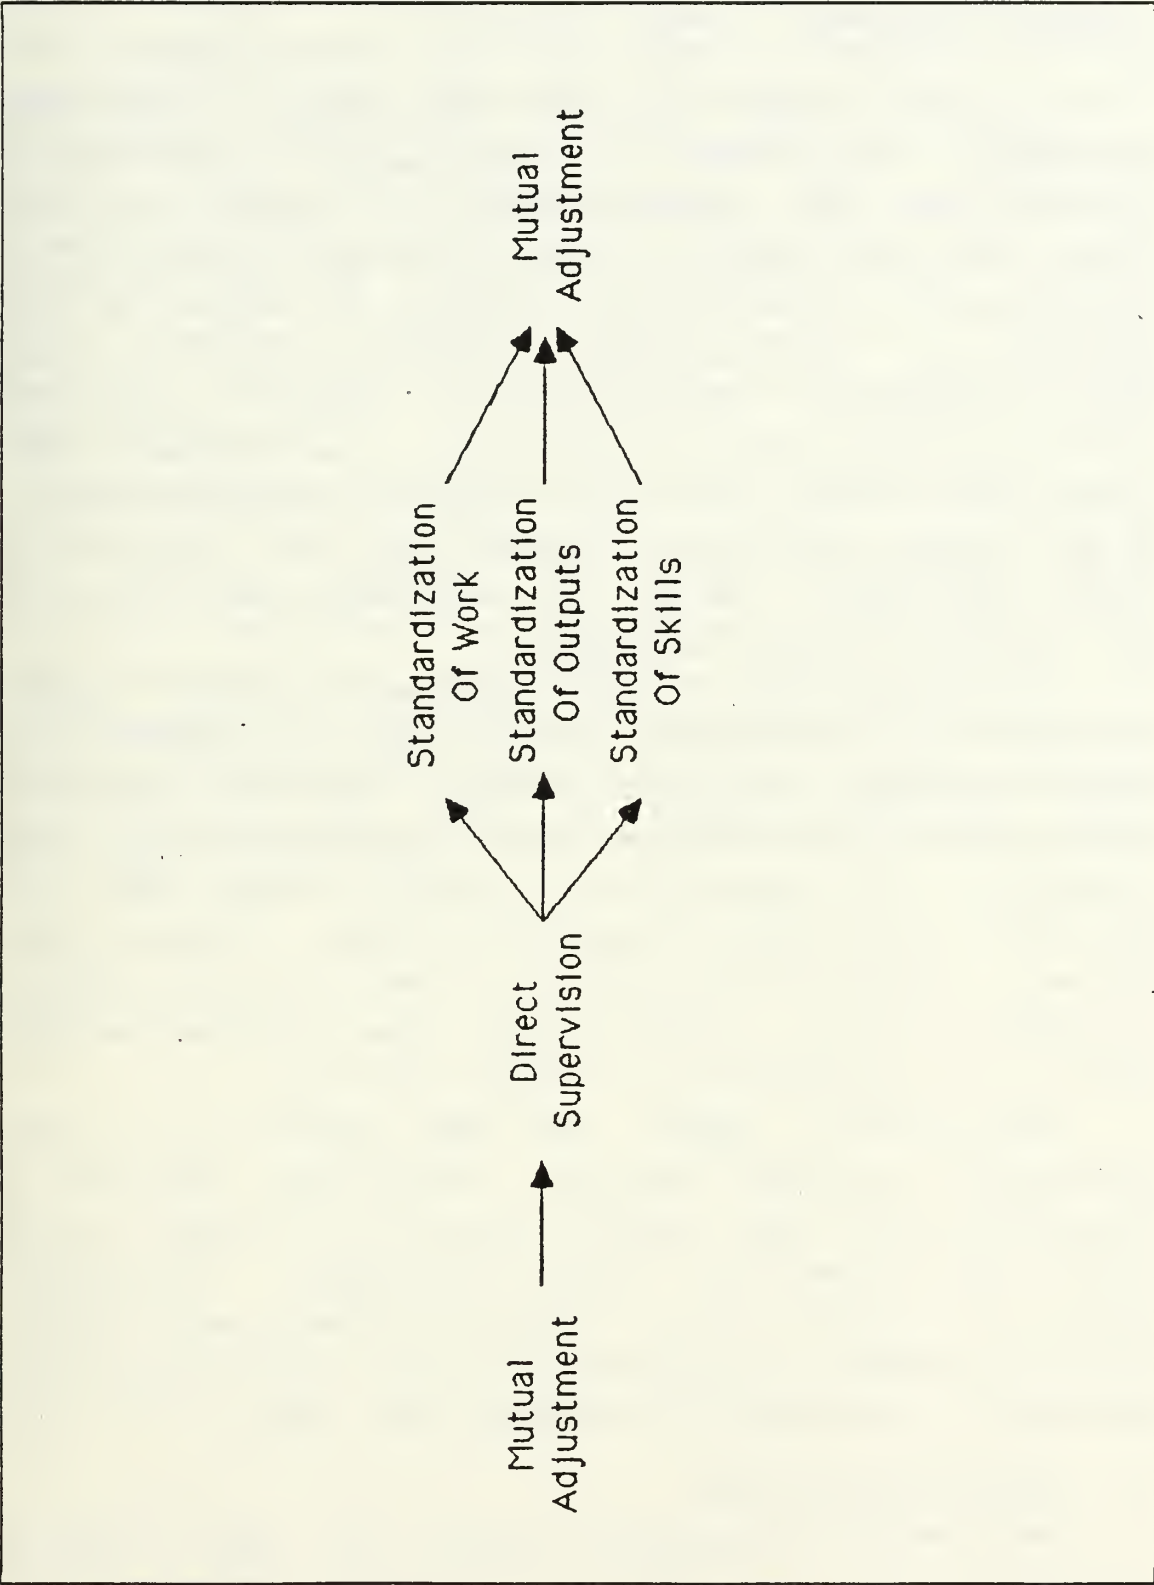 Mutual
Adjustment
Direct
Supervision
Standardization
Of Work
Standardization
Of Outputs
Standardization
Of Skills
Mutual
Adjustment